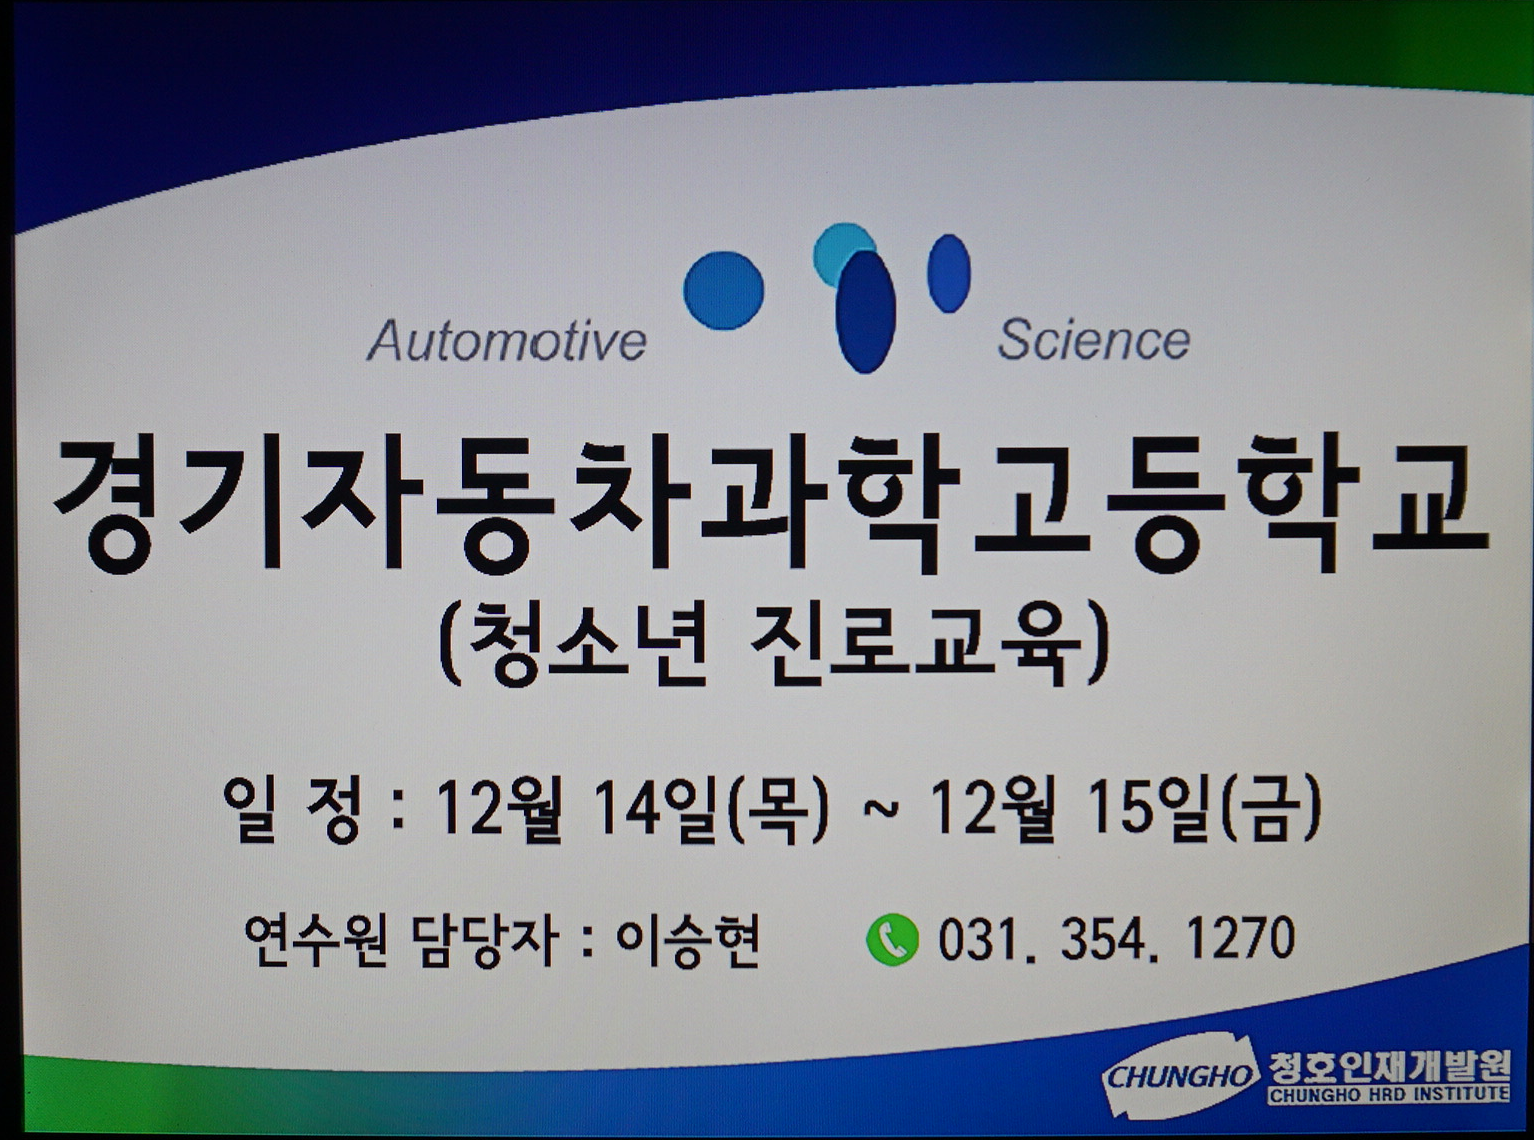 Automotive Science
경기자동차과학고등학교
(청소년 진로교육)
일 정 : 12월 14일(목) ~ 12월 15일(금)
연수원 담당자 : 이승현 031. 354. 1270
CHUNGHO 청호인재개발원
CHUNGHO HRD INSTITUTE